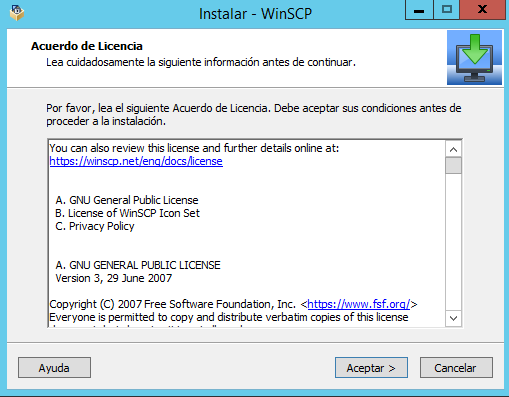 Instalar - WinSCP
Acuerdo de Licencia
Lea cuidadosamente la siguiente información antes de continuar.
Por favor, lea el siguiente Acuerdo de Licencia. Debe aceptar sus condiciones antes de
proceder a la instalación.
You can also review this license and further details online at:
https://winscp.net/eng/docs/license
A. GNU General Public License
B. License of WinSCP Icon Set
C. Privacy Policy
A. GNU GENERAL PUBLIC LICENSE
Version 3, 29 June 2007
Copyright (C) 2007 Free Software Foundation, Inc. <https://www.fsf.org/>
Everyone is permitted to copy and distribute verbatim copies of this license
Ayuda
Aceptar >
Cancelar